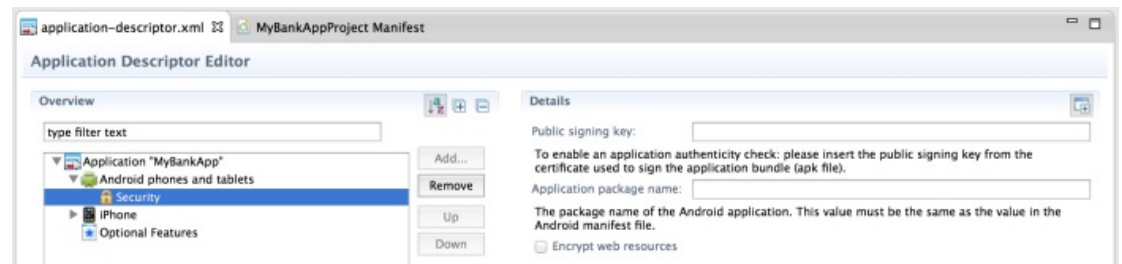 application-descriptor.xml MyBankAppProject Manifest
Application Descriptor Editor
Overview
type filter text
Application "MyBankApp"
Android phones and tablets
Security
iPhone
Optional Features
Add...
Remove
Up
Down
Details
Public signing key:
To enable an application authenticity check: please insert the public signing key from the
certificate used to sign the application bundle (apk file).
Application package name:
The package name of the Android application. This value must be the same as the value in the
Android manifest file.
Encrypt web resources